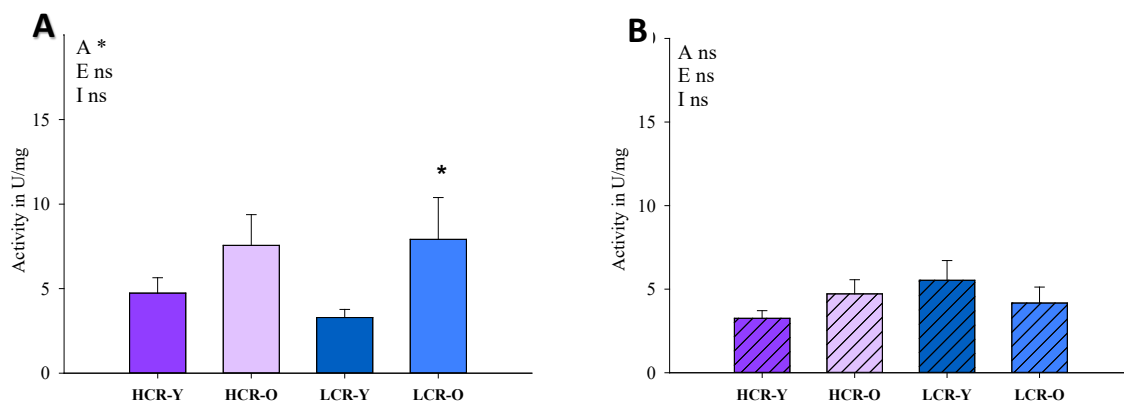 A
A *
E ns
I ns
15
10
5
0
Activity in U/mg
*
HCR-Y HCR-O LCR-Y LCR-O
B
A ns
E ns
I ns
15
10
5
0
Activity in U/mg
HCR-Y HCR-O LCR-Y LCR-O